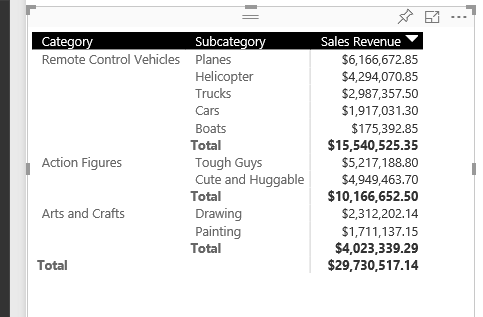 Category Subcategory Sales Revenue
Remote Control Vehicles Planes $6,166,672.85
Helicopter $4,294,070.85
Trucks $2,987,357.50
Cars $1,917,031.30
Boats $175,392.85
Total $15,540,525.35
Action Figures Tough Guys $5,217,188.80
Cute and Huggable $4,949,463.70
Total $10,166,652.50
Arts and Crafts Drawing $2,312,202.14
Painting $1,711,137.15
Total $4,023,339.29
Total $29,730,517.14